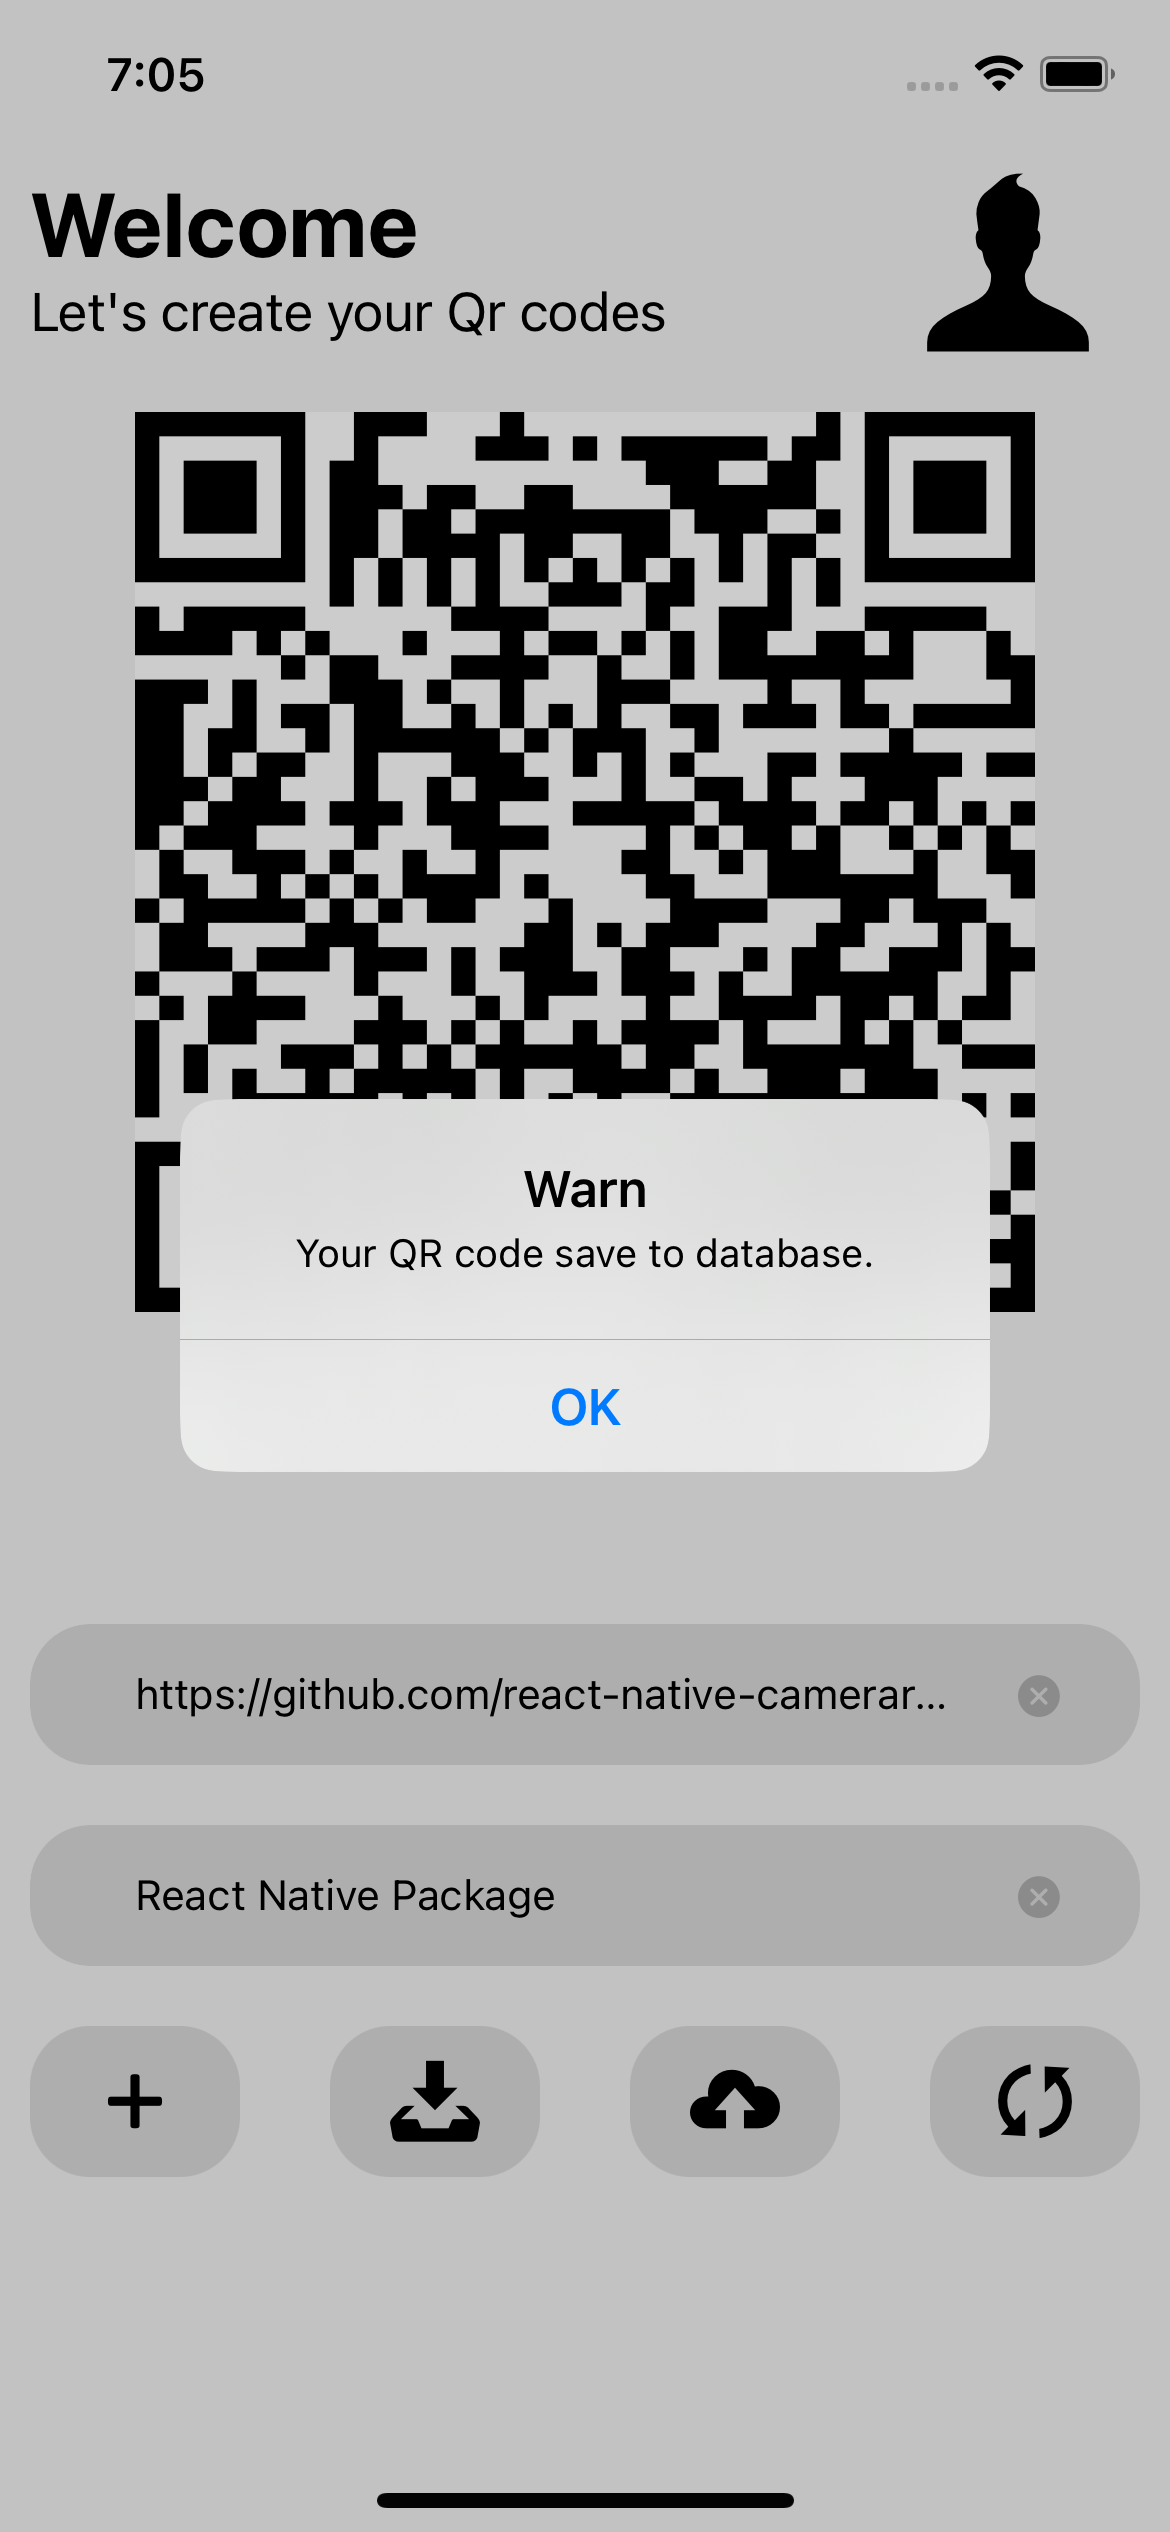 7:05
Welcome
Let's create your Qr codes
Warn
Your QR code save to database.
OK
https://github.com/react-native-camerar...
React Native Package